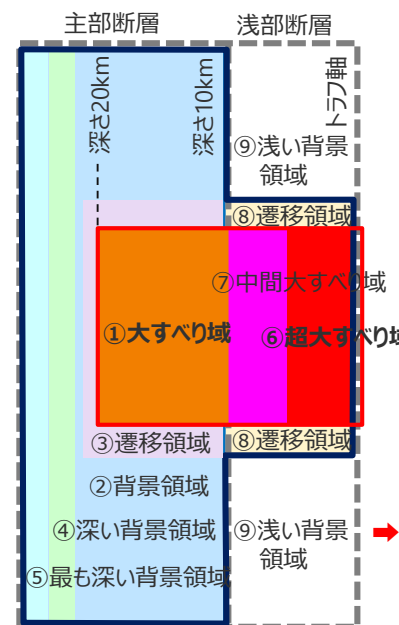 主部断層
浅部断層
深さ20km
深さ10km
トラフ軸
⑨浅い背景
領域
⑧遷移領域
⑦中間大すべり域
①大すべり域
⑥超大すべり域
③遷移領域
⑧遷移領域
②背景領域
④深い背景領域
⑨浅い背景
領域
⑤最も深い背景領域